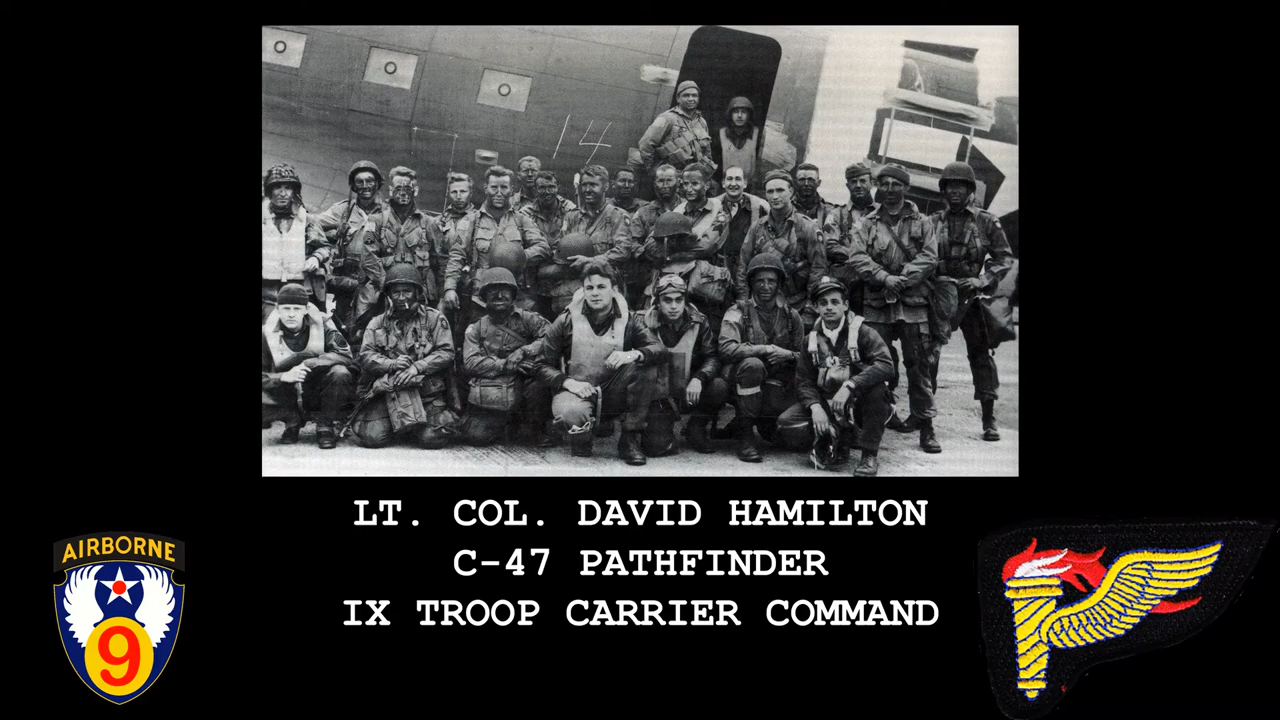 14
LT. COL. DAVID HAMILTON
C-47 PATHFINDER
IX TROOP CARRIER COMMAND
AIRBORNE
9